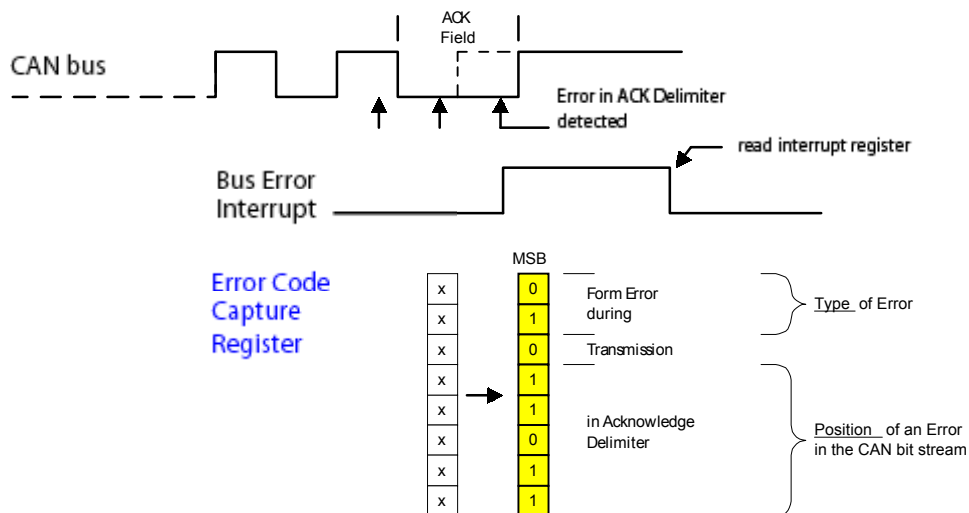 ACK
Field
CAN bus
Error in ACK Delimiter
detected
read interrupt register
Bus Error
Interrupt
MSB
Error Code
Capture
Register
x
x
x
x
x
x
x
x
0
1
0
1
1
0
1
1
Form Error
during
Transmission
in Acknowledge
Delimiter
Type of Error
Position of an Error
in the CAN bit stream